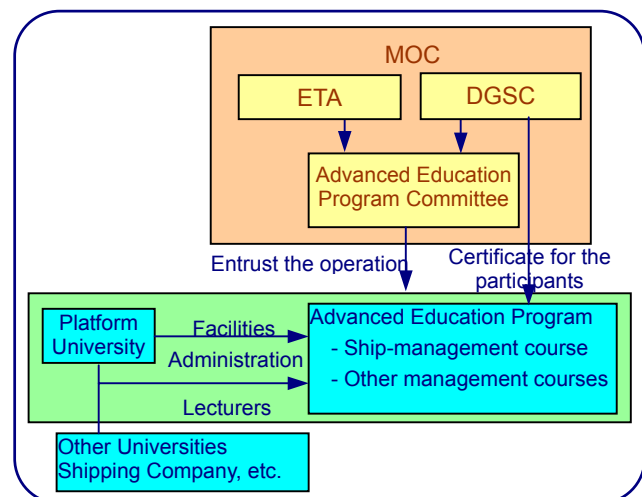 MOC
ETA
DGSC
Advanced Education
Program Committee
Entrust the operation
Certificate for the
participants
Platform
University
Facilities
Administration
Lecturers
Advanced Education Program
- Ship-management course
- Other management courses
Other Universities
Shipping Company, etc.